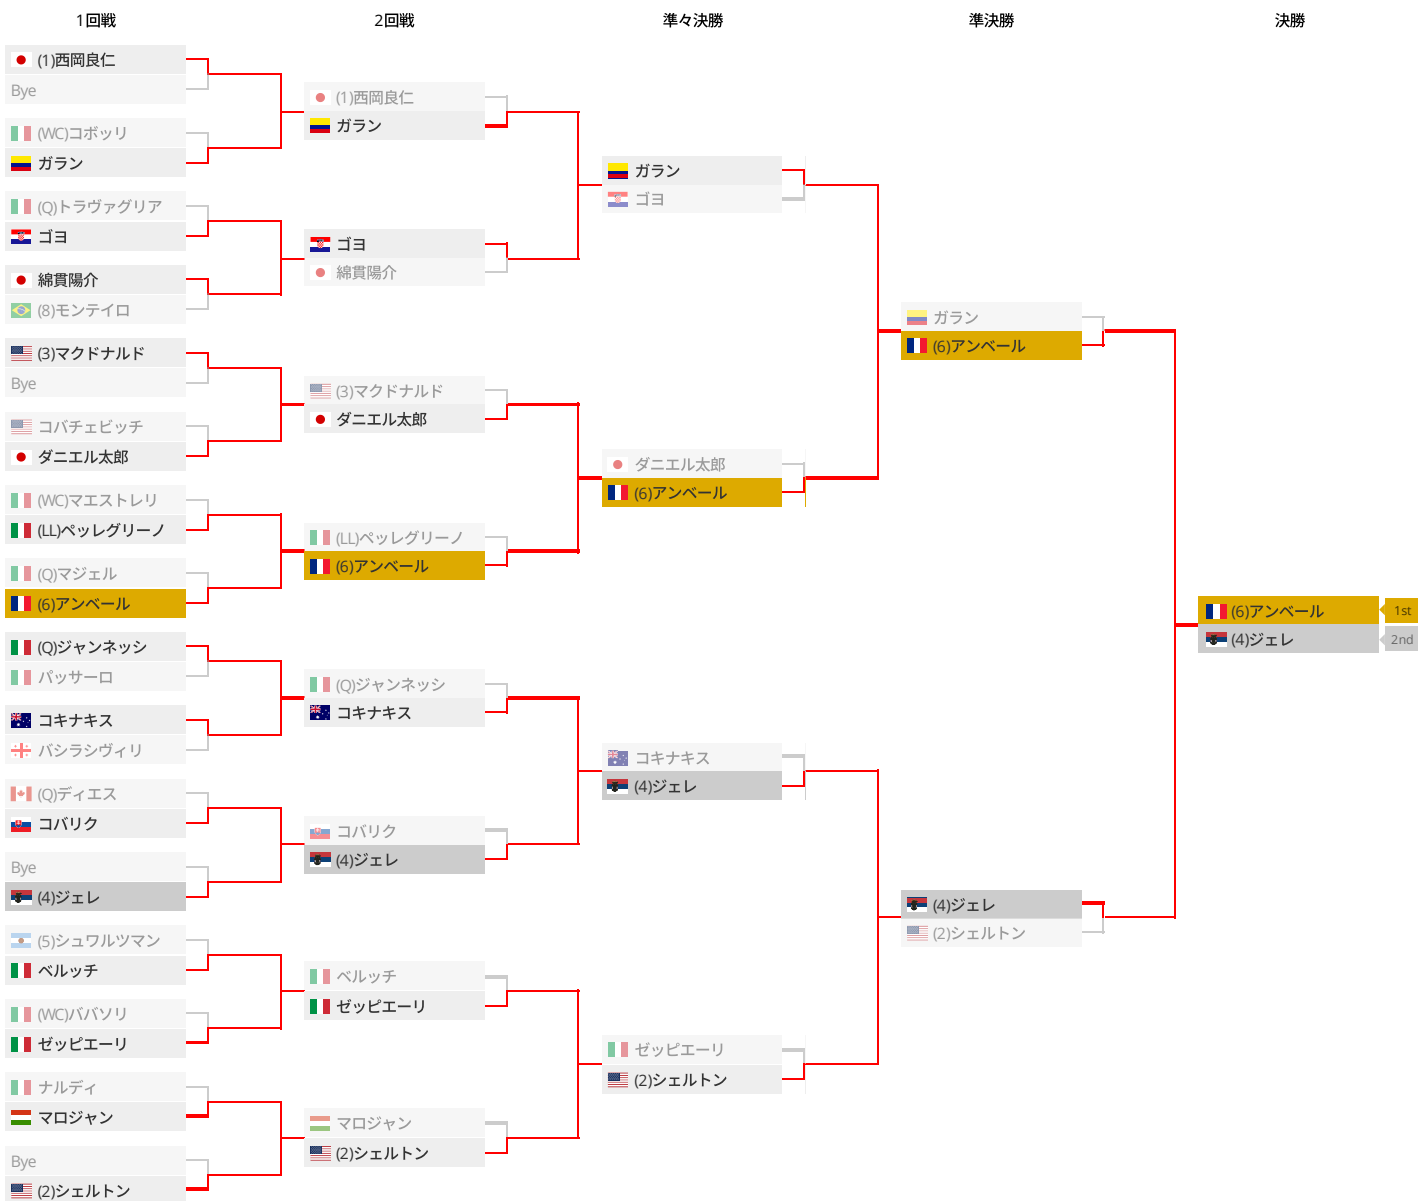 1回戦
2回戦
準々決勝
準決勝
決勝
(1)西岡良仁
Bye
(WC)コボッリ
ガラン
(Q)トラヴァグリア
ゴヨ
綿貫陽介
(8)モンテイロ
(3)マクドナルド
Bye
コバチェビッチ
ダニエル太郎
(WC)マエストレリ
(LL)ペッレグリーノ
(Q)マジェル
(6)アンベール
(Q)ジャンネッシ
パッサーロ
コキナキス
バシラシヴィリ
(Q)ディエス
コバリク
Bye
(4)ジェレ
(5)シュワルツマン
ベルッチ
(WC)ババソリ
ゼッピエーリ
ナルディ
マロジャン
Bye
(2)シェルトン
(1)西岡良仁
ガラン
ゴヨ
綿貫陽介
(3)マクドナルド
ダニエル太郎
(LL)ペッレグリーノ
(6)アンベール
(Q)ジャンネッシ
コキナキス
コバリク
(4)ジェレ
ベルッチ
ゼッピエーリ
マロジャン
(2)シェルトン
ガラン
ゴヨ
ダニエル太郎
(6)アンベール
コキナキス
(4)ジェレ
ゼッピエーリ
(2)シェルトン
ガラン
(6)アンベール
(4)ジェレ
(2)シェルトン
(6)アンベール
1st
(4)ジェレ
2nd